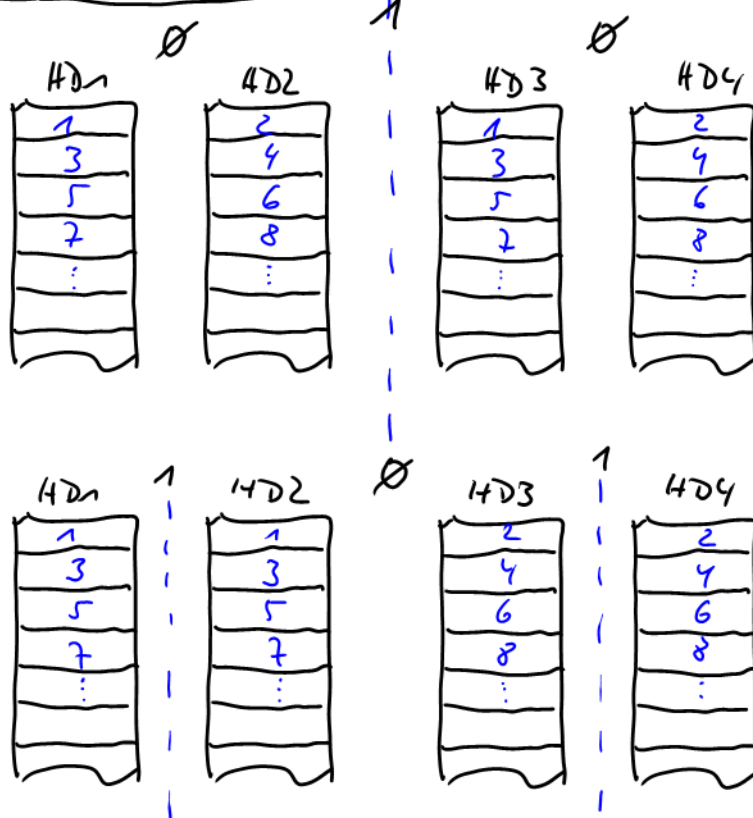 1
Ø Ø
HD1 HD2 HD3 HD4
1 2 1 2
3 4 3 4
5 6 5 6
7 8 7 8
⋮ ⋮ ⋮ ⋮
1 Ø 1
HD1 HD2 HD3 HD4
1 1 2 2
3 3 4 4
5 5 6 6
7 7 8 8
⋮ ⋮ ⋮ ⋮